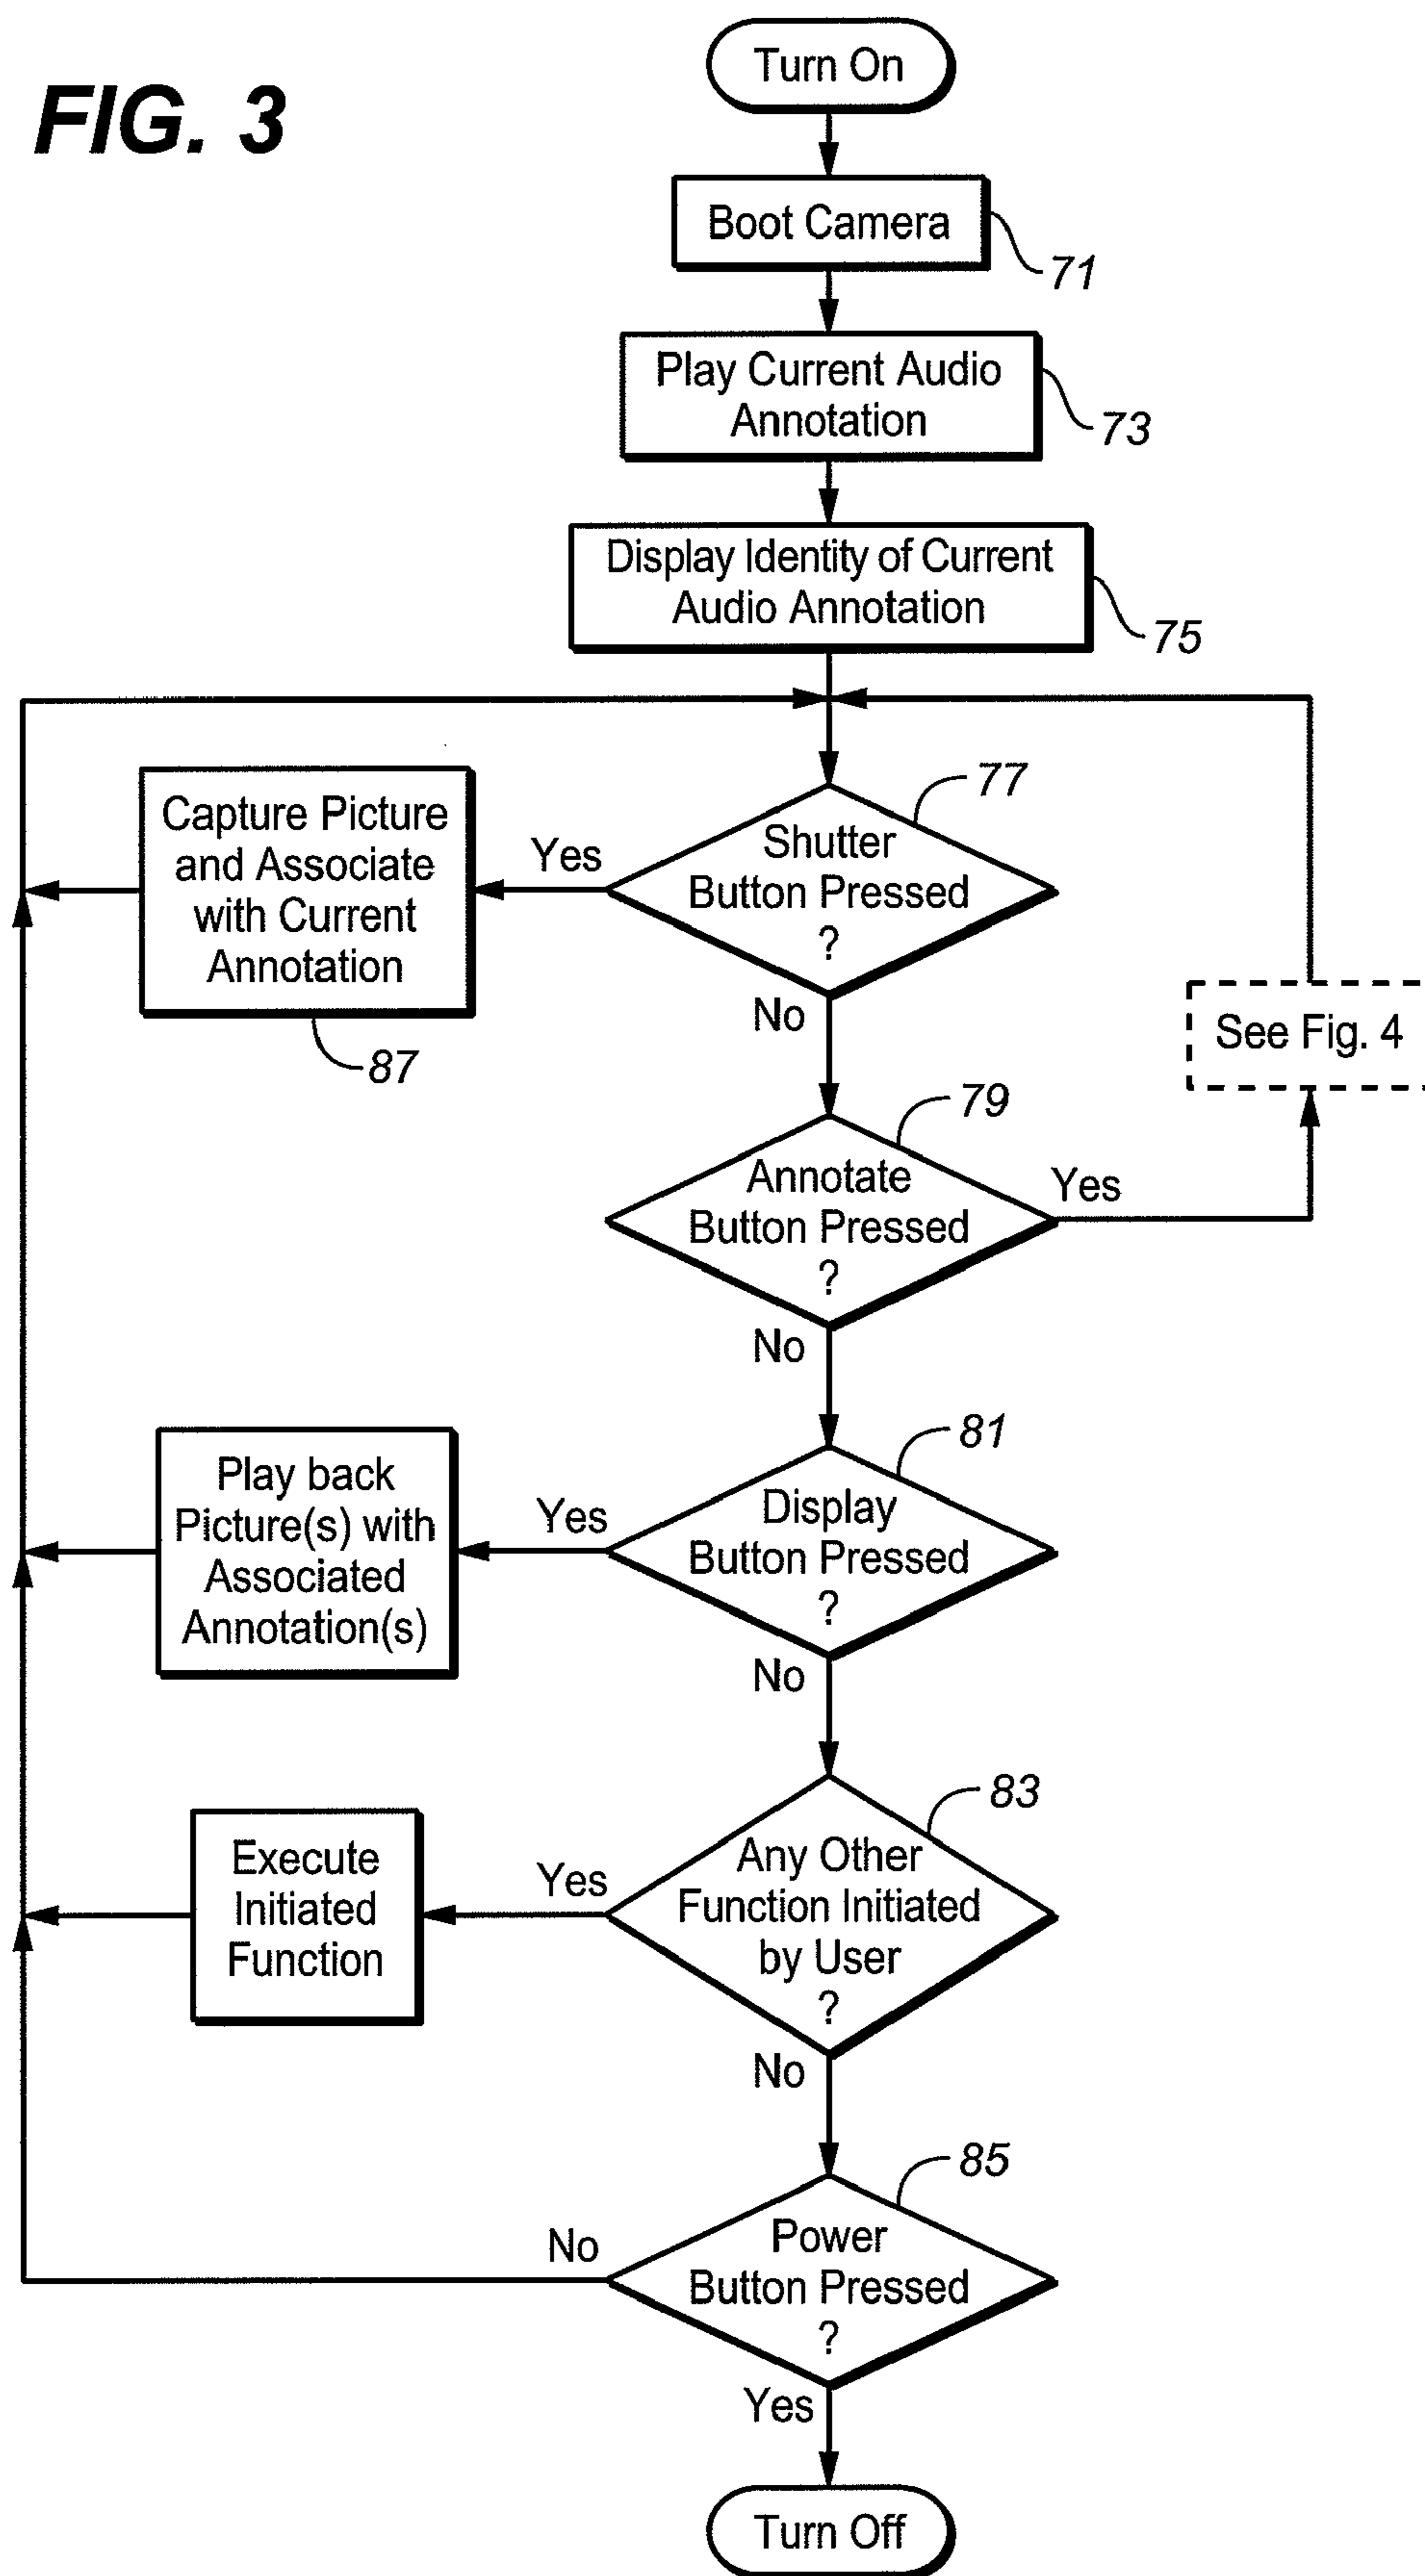 FIG. 3
Turn On
Boot Camera
71
Play Current Audio
Annotation
73
Display Identity of Current
Audio Annotation
75
77
Shutter
Button Pressed
?
Yes
No
Capture Picture
and Associate
with Current
Annotation
87
See Fig. 4
79
Annotate
Button Pressed
?
Yes
No
81
Display
Button Pressed
?
Yes
No
Play back
Picture(s) with
Associated
Annotation(s)
83
Any Other
Function Initiated
by User
?
Yes
No
Execute
Initiated
Function
85
Power
Button Pressed
?
No
Yes
Turn Off